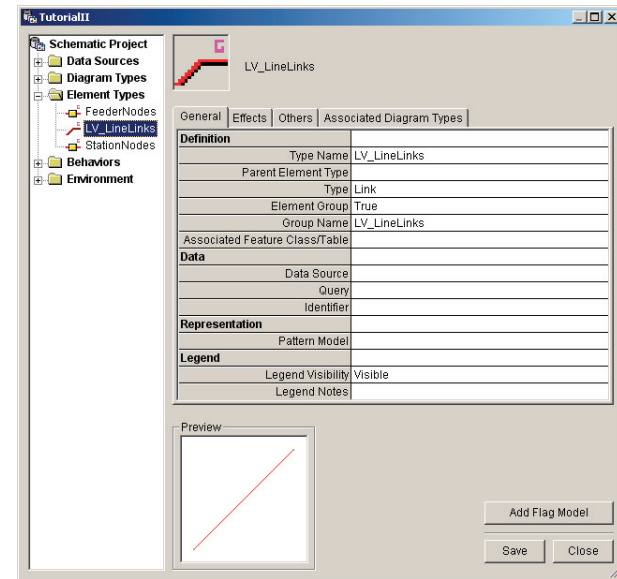 TutorialII
Schematic Project
Data Sources
Diagram Types
Element Types
FeederNodes
LV_LineLinks
StationNodes
Behaviors
Environment
G
LV_LineLinks
General Effects Others Associated Diagram Types
Definition
Type Name LV_LineLinks
Parent Element Type
Type Link
Element Group True
Group Name LV_LineLinks
Associated Feature Class/Table
Data
Data Source
Query
Identifier
Representation
Pattern Model
Legend
Legend Visibility Visible
Legend Notes
Preview
Add Flag Model
Save Close